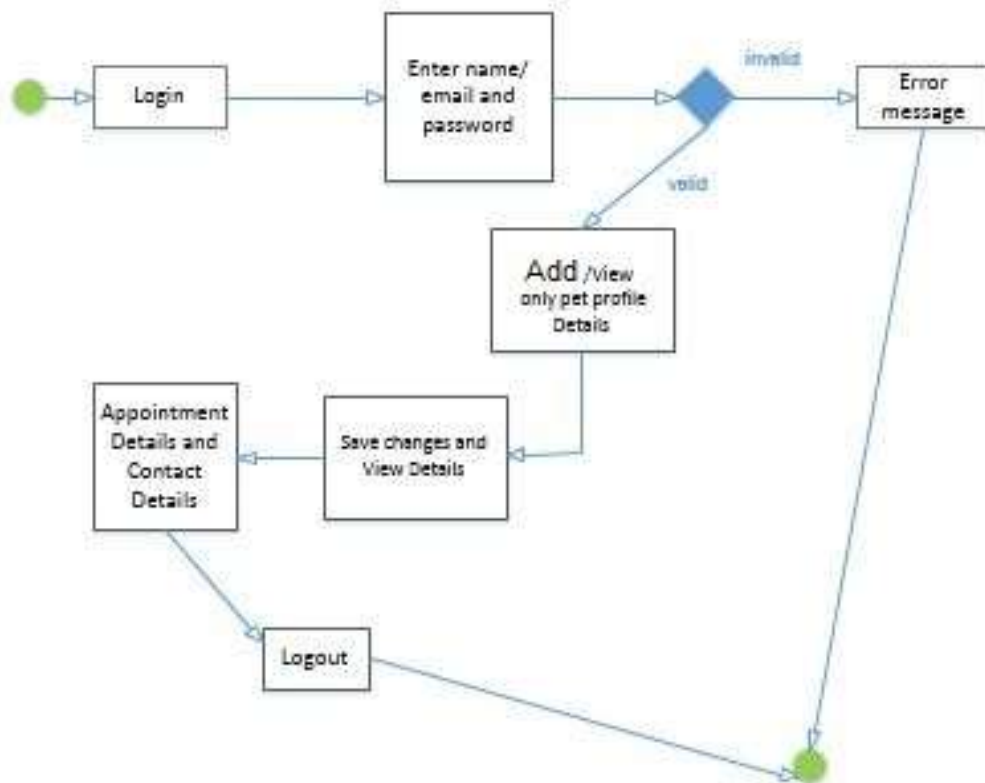 Login
Enter name/
email and
password
invalid
Error
message
valid
Add /View
only pet profile
Details
Appointment
Details and
Contact
Details
Save changes and
View Details
Logout